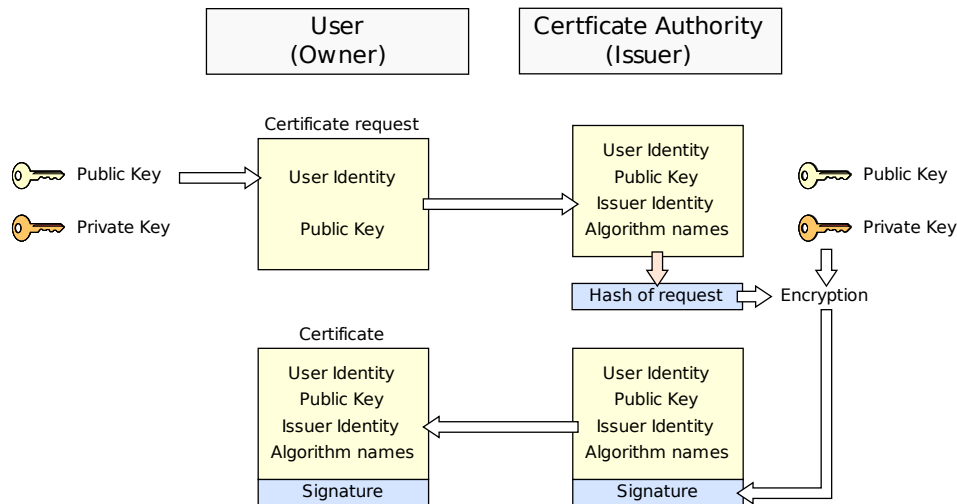 User
(Owner)
Certficate Authority
(Issuer)
Certificate request
Public Key
Private Key
User Identity
Public Key
User Identity
Public Key
Issuer Identity
Algorithm names
Public Key
Private Key
Hash of request
Encryption
Certificate
User Identity
Public Key
Issuer Identity
Algorithm names
Signature
User Identity
Public Key
Issuer Identity
Algorithm names
Signature